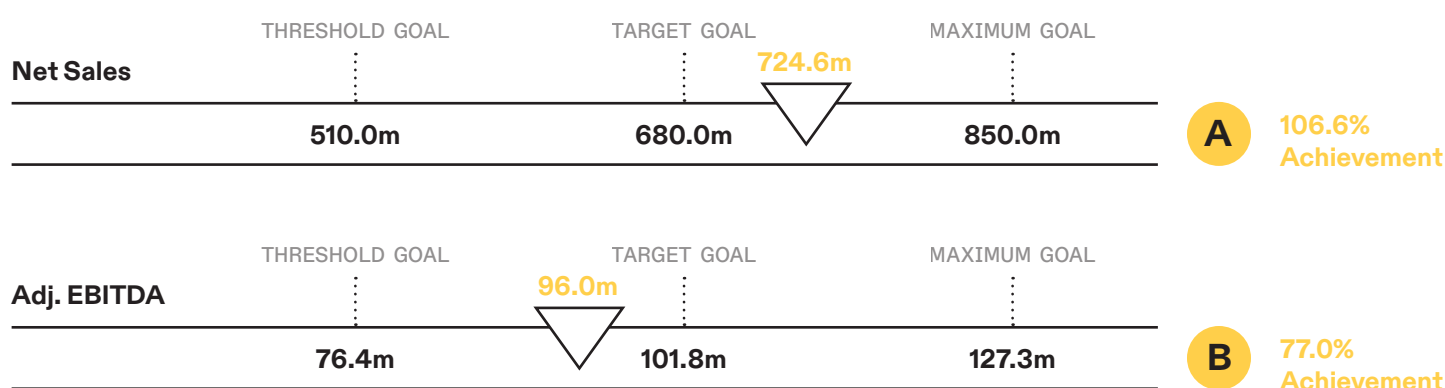 THRESHOLD GOAL TARGET GOAL MAXIMUM GOAL
Net Sales 724.6m
510.0m 680.0m 850.0m A 106.6%
Achievement
THRESHOLD GOAL TARGET GOAL MAXIMUM GOAL
Adj. EBITDA 96.0m
76.4m 101.8m 127.3m B 77.0%
Achievement